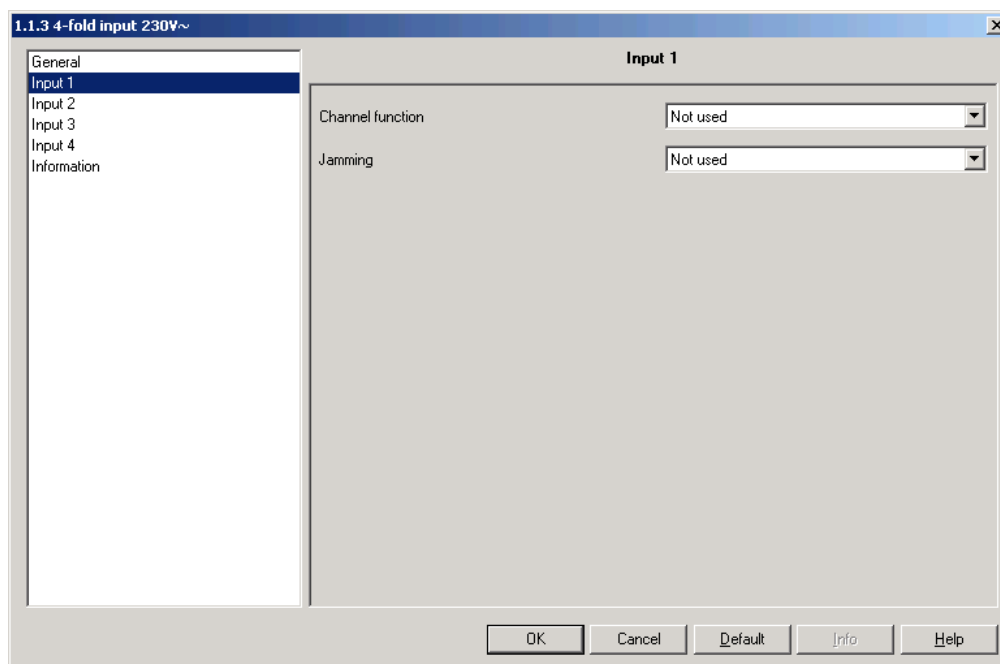 1.1.3 4-fold input 230V~
General
Input 1
Input 2
Input 3
Input 4
Information
Input 1
Channel function
Not used
Jamming
Not used
OK
Cancel
Default
Info
Help